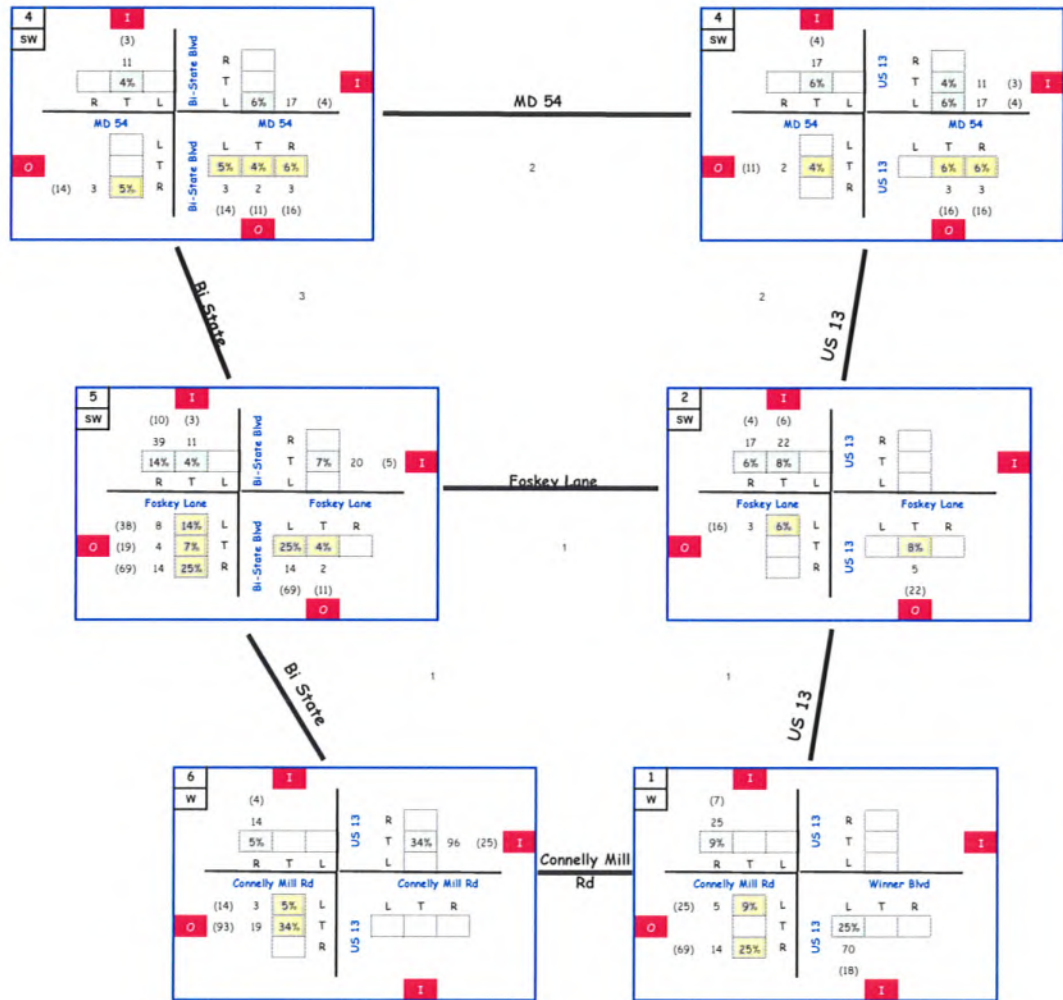 4
SW
I
(3)
11
4%
R T L
Bi-State Blvd
R
T
L 6% 17 (4)
I
MD 54
L
T
O (14) 3 5% R
MD 54
Bi-State Blvd
L T R
5% 4% 6%
3 2 3
(14) (11) (16)
O
MD 54
2
4
SW
I
(4)
17
6%
R T L
US 13
R
T 4% 11 (3)
L 6% 17 (4)
I
MD 54
L
O (11) 2 4% T
R
MD 54
US 13
L T R
6% 6%
3 3
(16) (16)
O
Bi State
3
2
US 13
5
SW
I
(10) (3)
39 11
14% 4%
R T L
Bi-State Blvd
R
T 7% 20 (5)
L
I
Foskey Lane
(38) 8 14% L
O (19) 4 7% T
(69) 14 25% R
Foskey Lane
Bi-State Blvd
L T R
25% 4%
14 2
(69) (11)
O
Foskey Lane
1
2
SW
I
(4) (6)
17 22
6% 8%
R T L
US 13
R
T
L
I
Foskey Lane
(16) 3 6% L
O T
R
Foskey Lane
US 13
L T R
8%
5
(22)
O
Bi State
1
1
US 13
6
W
I
(4)
14
5%
R T L
US 13
R
T 34% 96 (25)
L
I
Connelly Mill Rd
(14) 3 5% L
O (93) 19 34% T
R
Connelly Mill Rd
US 13
L T R
I
Connelly Mill
Rd
1
W
I
(7)
25
9%
R T L
US 13
R
T
L
I
Connelly Mill Rd
(25) 5 9% L
O T
(69) 14 25% R
Winner Blvd
US 13
L T R
25%
70
(18)
I